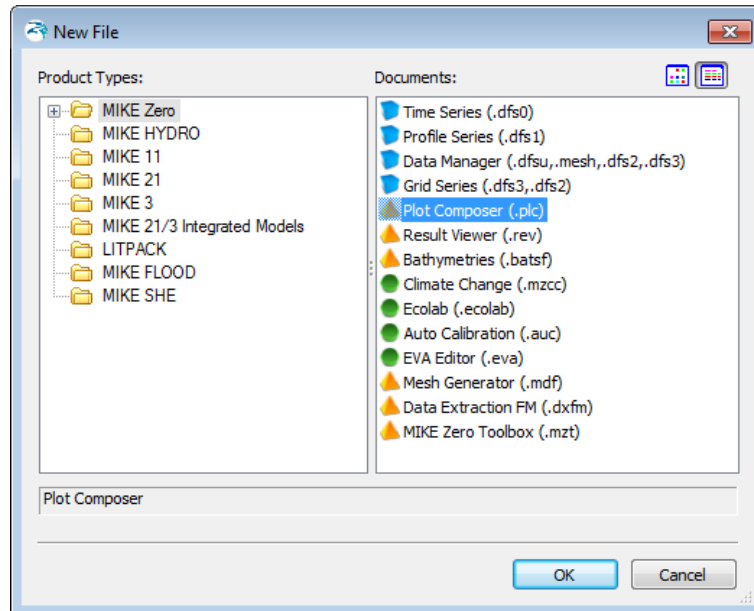 New File
Product Types:
MIKE Zero
MIKE HYDRO
MIKE 11
MIKE 21
MIKE 3
MIKE 21/3 Integrated Models
LITPACK
MIKE FLOOD
MIKE SHE
Documents:
Time Series (.dfs0)
Profile Series (.dfs1)
Data Manager (.dfsu,.mesh,.dfs2,.dfs3)
Grid Series (.dfs3,.dfs2)
Plot Composer (.plc)
Result Viewer (.rev)
Bathymetries (.batsf)
Climate Change (.mzcc)
Ecolab (.ecolab)
Auto Calibration (.auc)
EVA Editor (.eva)
Mesh Generator (.mdf)
Data Extraction FM (.dxfm)
MIKE Zero Toolbox (.mzt)
Plot Composer
OK
Cancel